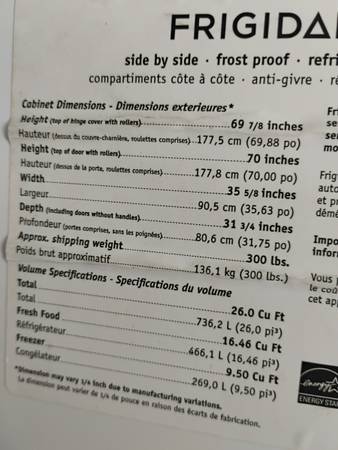 FRIGIDA
side by side · frost proof · refri
compartiments côte à côte · anti-givre · ré
Cabinet Dimensions - Dimensions exterieures*
Height (top of hinge cover with rollers) 69 7/8 inches
Hauteur (dessus du couvre-charnière, roulettes comprises) 177,5 cm (69,88 po)
Height (top of door with rollers) 70 inches
Hauteur (dessus de la porte, roulettes comprises) 177,8 cm (70,00 po)
Width 35 5/8 inches
Largeur 90,5 cm (35,63 po)
Depth (including doors without handles) 31 3/4 inches
Profondeur (portes comprises, sans les poignées) 80,6 cm (31,75 po)
Approx. shipping weight 300 lbs.
Poids brut approximatif 136,1 kg (300 lbs.)
Volume Specifications - Specifications du volume
Total 26.0 Cu Ft
Total 736,2 L (26,0 pi³)
Fresh Food 16.46 Cu Ft
Réfrigérateur 466,1 L (16,46 pi³)
Freezer 9.50 Cu Ft
Congélateur 269,0 L (9,50 pi³)
*Dimension may vary 1/4 inch due to manufacturing variations.
La dimension peut varier de 1/4 de pouce en raison des écarts de fabrication.
Fri
se
se
mo
Frig
auto
et p
démé
Impo
infor
Vous
le coû
cet ap
energy
ENERGY STA